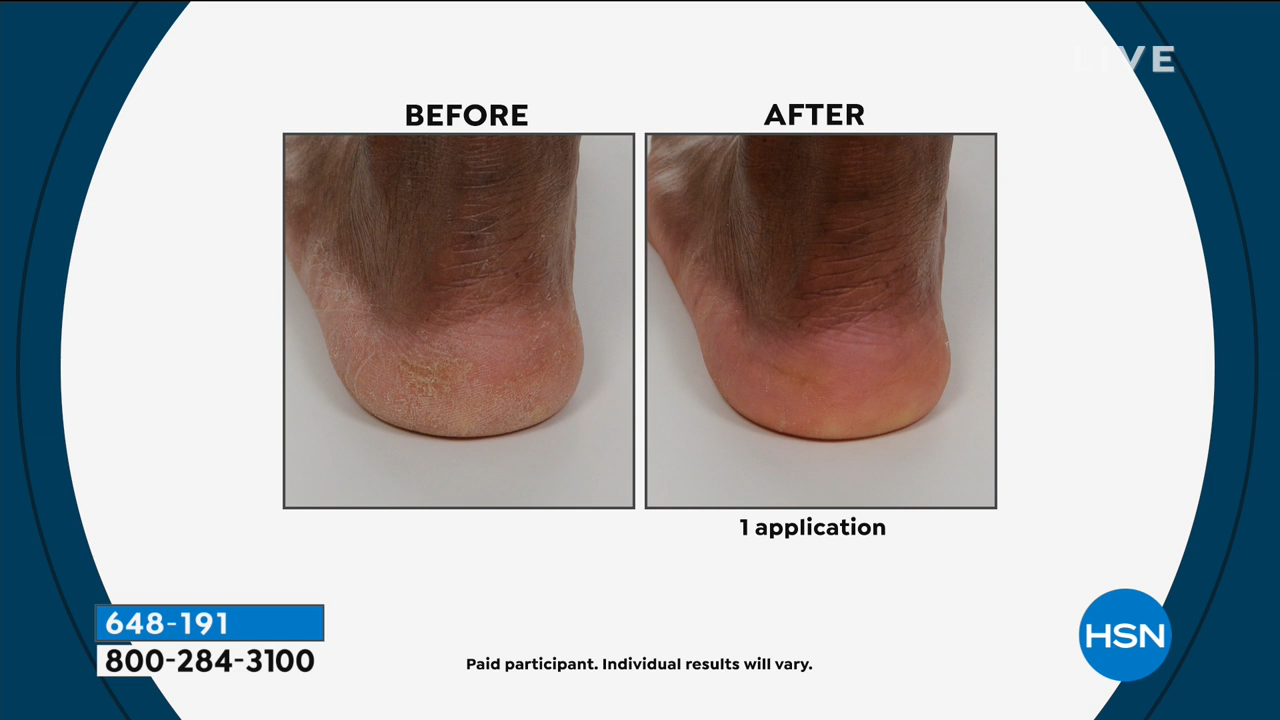 LIVE
BEFORE
AFTER
1 application
648-191
800-284-3100
Paid participant. Individual results will vary.
HSN